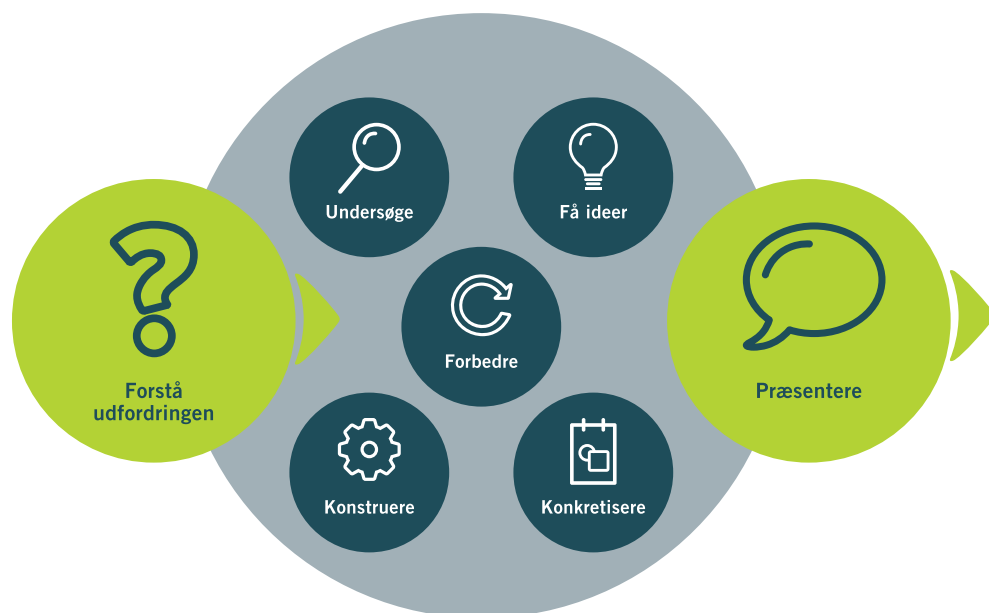 Forstå
udfordringen
Undersøge
Få ideer
Forbedre
Konstruere
Konkretisere
Præsentere